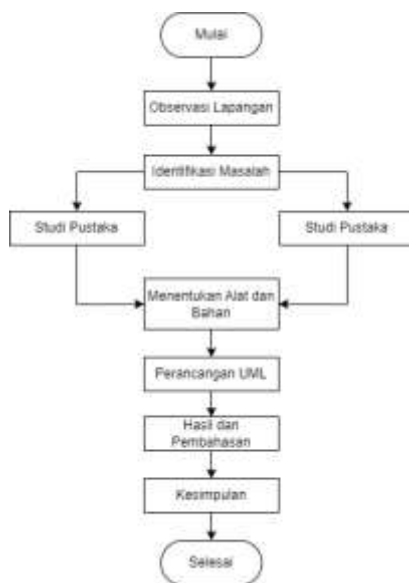 Mulai
Observasi Lapangan
Identifikasi Masalah
Studi Pustaka
Studi Pustaka
Menentukan Alat dan
Bahan
Perancangan UML
Hasil dan
Pembahasan
Kesimpulan
Selesai